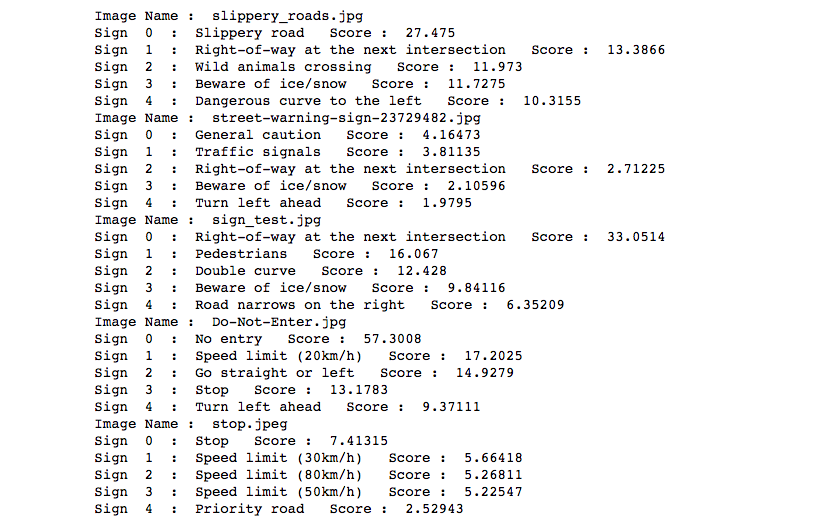 Image Name :  slippery_roads.jpg
Sign  0  :  Slippery road   Score :  27.475
Sign  1  :  Right-of-way at the next intersection   Score :  13.3866
Sign  2  :  Wild animals crossing   Score :  11.973
Sign  3  :  Beware of ice/snow   Score :  11.7275
Sign  4  :  Dangerous curve to the left   Score :  10.3155
Image Name :  street-warning-sign-23729482.jpg
Sign  0  :  General caution   Score :  4.16473
Sign  1  :  Traffic signals   Score :  3.81135
Sign  2  :  Right-of-way at the next intersection   Score :  2.71225
Sign  3  :  Beware of ice/snow   Score :  2.10596
Sign  4  :  Turn left ahead   Score :  1.9795
Image Name :  sign_test.jpg
Sign  0  :  Right-of-way at the next intersection   Score :  33.0514
Sign  1  :  Pedestrians   Score :  16.067
Sign  2  :  Double curve   Score :  12.428
Sign  3  :  Beware of ice/snow   Score :  9.84116
Sign  4  :  Road narrows on the right   Score :  6.35209
Image Name :  Do-Not-Enter.jpg
Sign  0  :  No entry   Score :  57.3008
Sign  1  :  Speed limit (20km/h)   Score :  17.2025
Sign  2  :  Go straight or left   Score :  14.9279
Sign  3  :  Stop   Score :  13.1783
Sign  4  :  Turn left ahead   Score :  9.37111
Image Name :  stop.jpeg
Sign  0  :  Stop   Score :  7.41315
Sign  1  :  Speed limit (30km/h)   Score :  5.66418
Sign  2  :  Speed limit (80km/h)   Score :  5.26811
Sign  3  :  Speed limit (50km/h)   Score :  5.22547
Sign  4  :  Priority road   Score :  2.52943